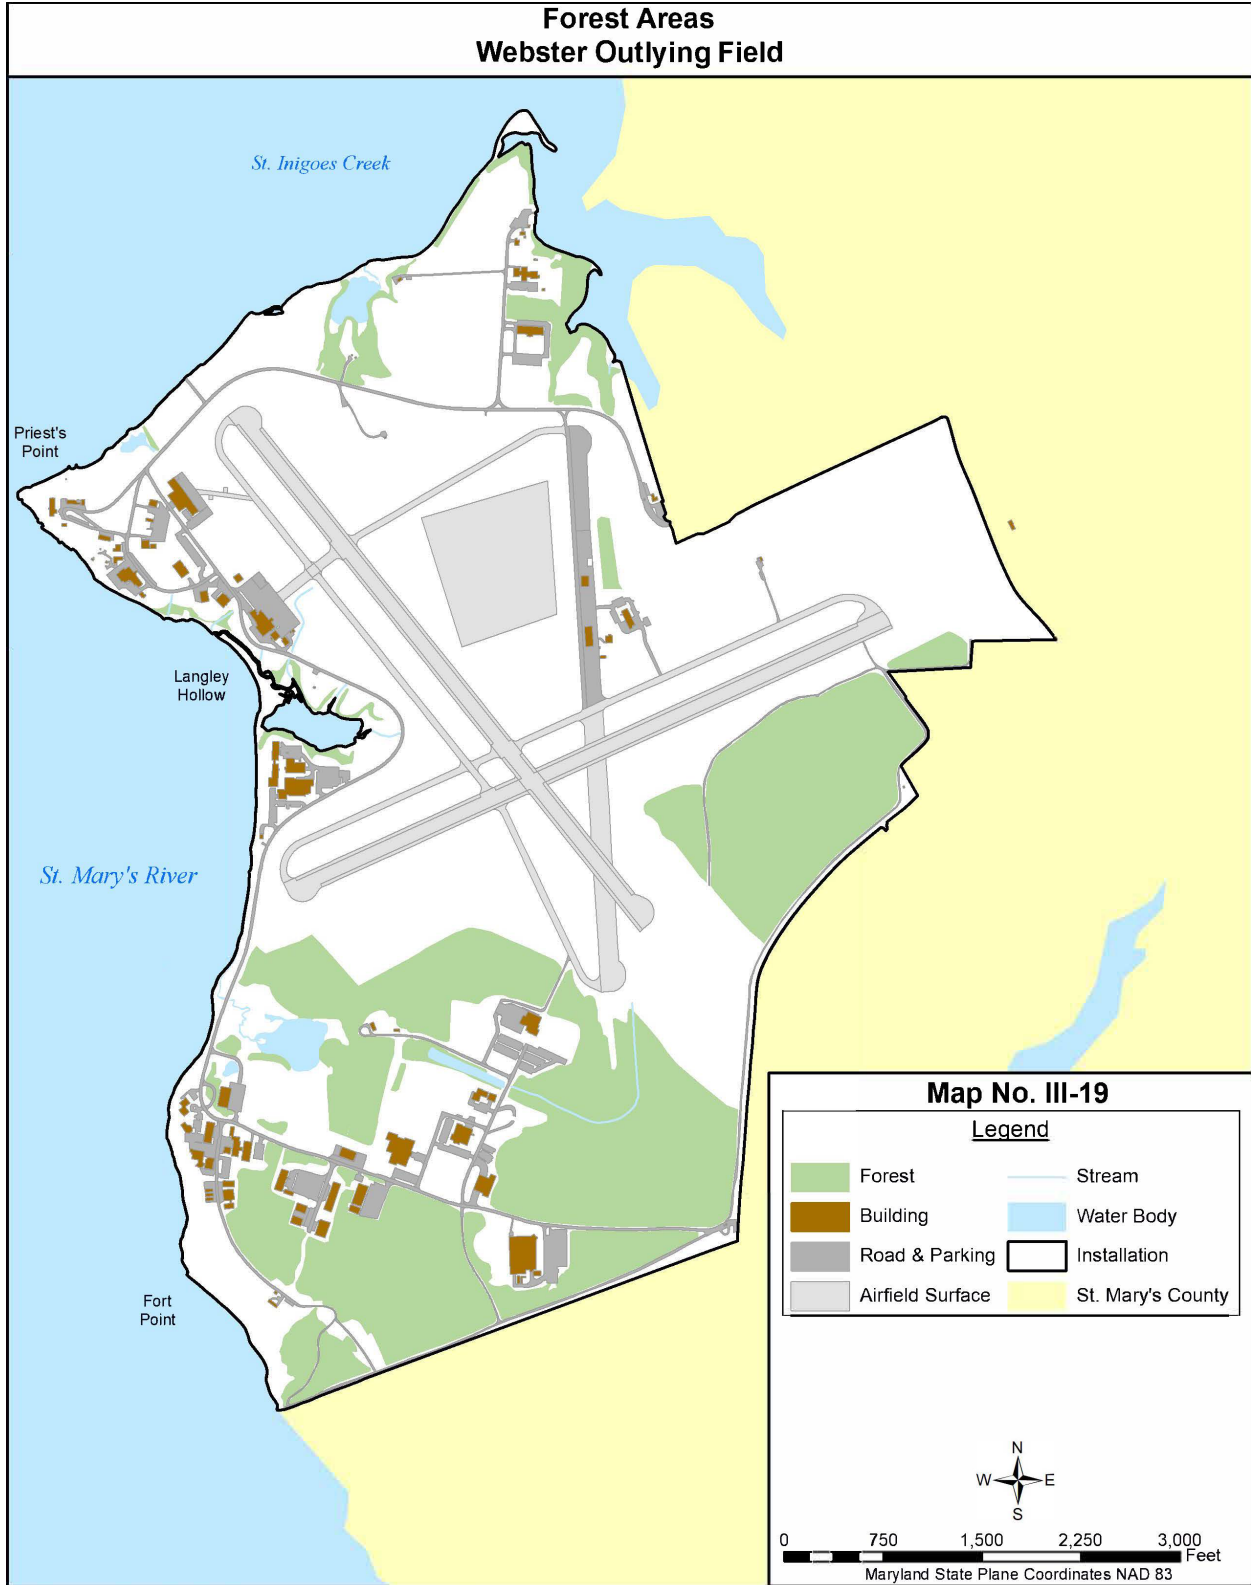 Forest Areas
Webster Outlying Field
St. Inigoes Creek
Priest's
Point
Langley
Hollow
St. Mary's River
Fort
Point
Map No. III-19
Legend
Forest
Stream
Building
Water Body
Road & Parking
Installation
Airfield Surface
St. Mary's County
N
W E
S
0 750 1,500 2,250 3,000
Feet
Maryland State Plane Coordinates NAD 83